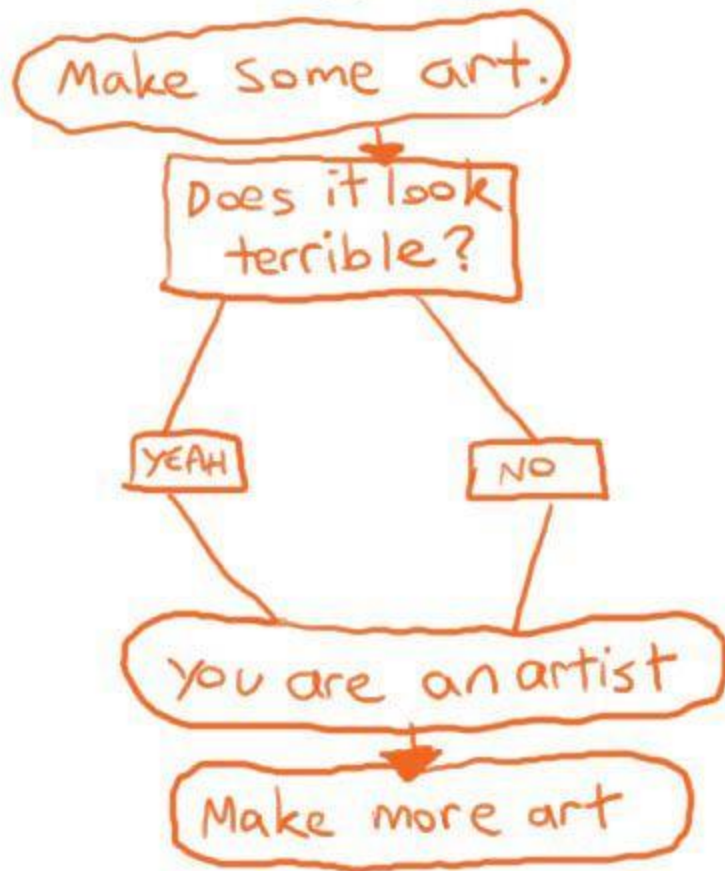 Make some art.
Does it look
terrible?
YEAH
NO
you are an artist
Make more art